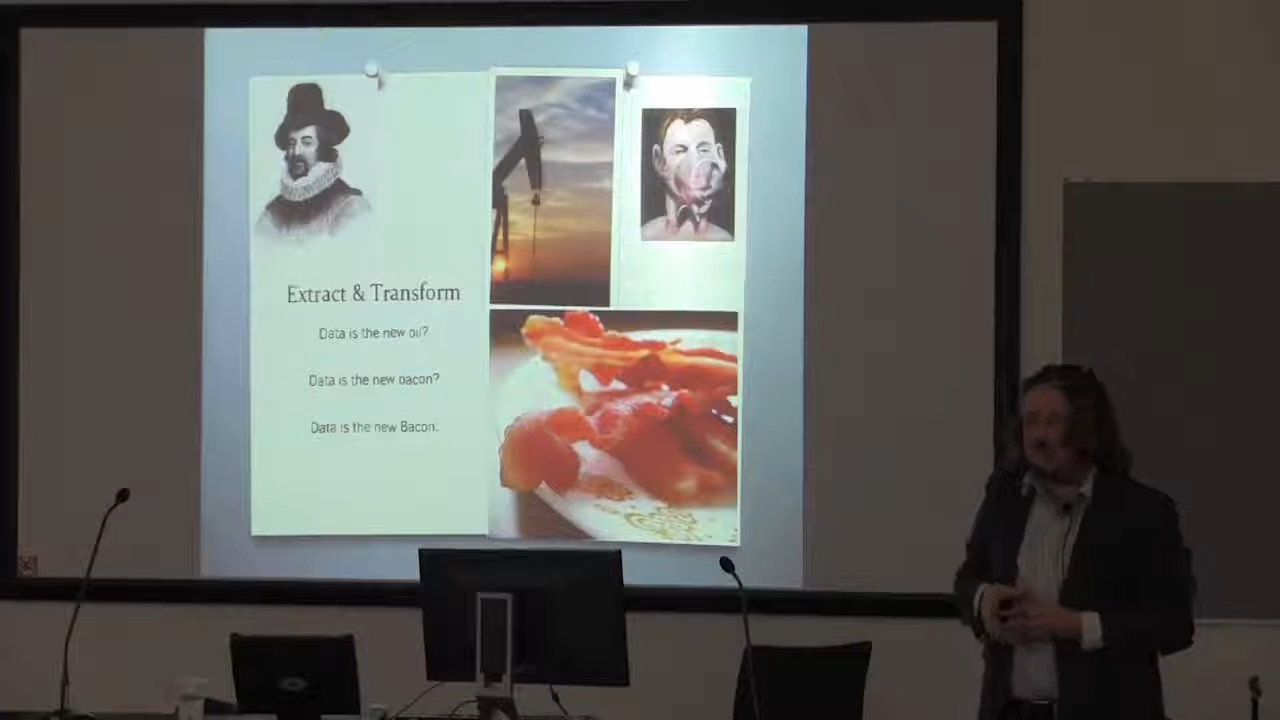 Extract & Transform
Data is the new oil?
Data is the new bacon?
Data is the new Bacon.